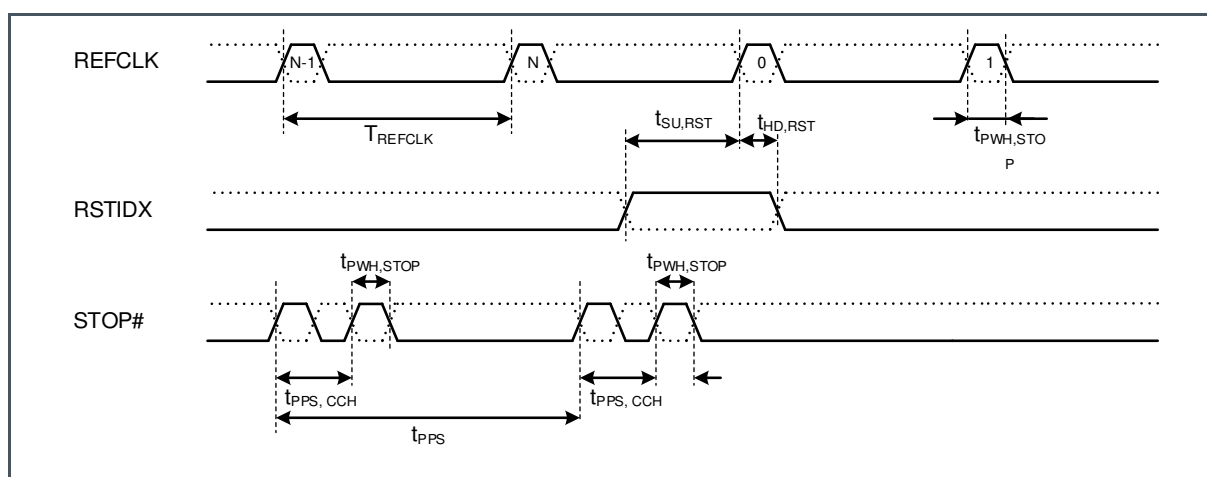 REFCLK
N-1
N
0
1
TREFCLK
tSU,RST
tHD,RST
tPWH,STO
P
RSTIDX
tPWH,STOP
tPWH,STOP
STOP#
tPPS, CCH
tPPS, CCH
tPPS